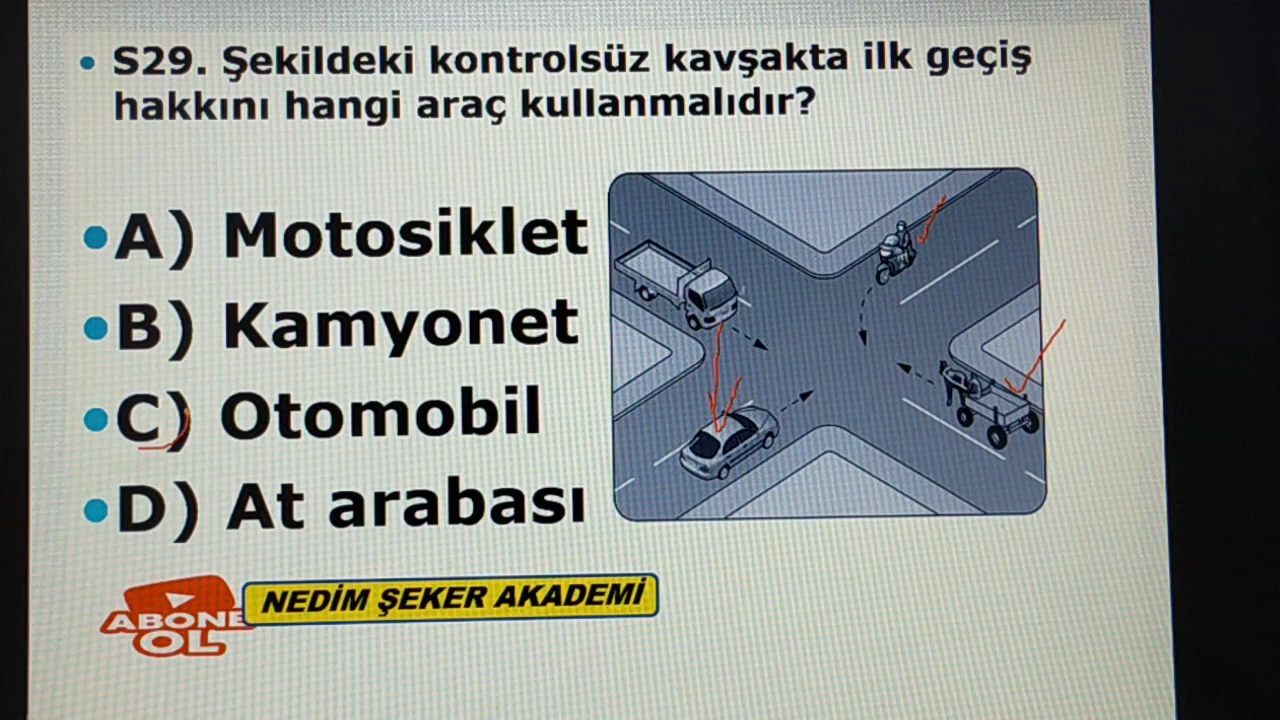 S29. Şekildeki kontrolsüz kavşakta ilk geçiş
hakkını hangi araç kullanmalıdır?
A) Motosiklet
B) Kamyonet
C) Otomobil
D) At arabası
ABONE
OL
NEDİM ŞEKER AKADEMİ